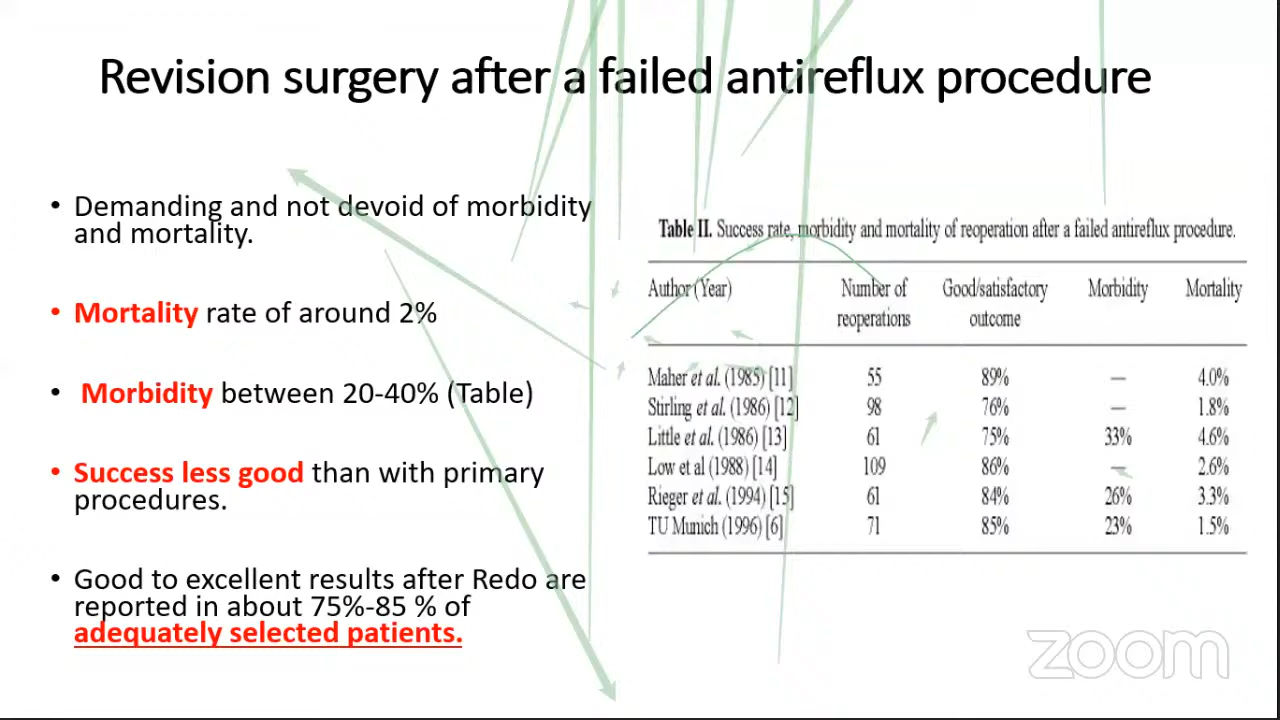 Revision surgery after a failed antireflux procedure
• Demanding and not devoid of morbidity
and mortality.
• Mortality rate of around 2%
• Morbidity between 20-40% (Table)
• Success less good than with primary
procedures.
• Good to excellent results after Redo are
reported in about 75%-85 % of
adequately selected patients.
Table II. Success rate, morbidity and mortality of reoperation after a failed antireflux procedure.
Author (Year) Number of Good/satisfactory Morbidity Mortality
reoperations outcome
Maher et al. (1985) [11] 55 89% — 4.0%
Stirling et al. (1986) [12] 98 76% — 1.8%
Little et al. (1986) [13] 61 75% 33% 4.6%
Low et al (1988) [14] 109 86% — 2.6%
Rieger et al. (1994) [15] 61 84% 26% 3.3%
TU Munich (1996) [6] 71 85% 23% 1.5%
zoom